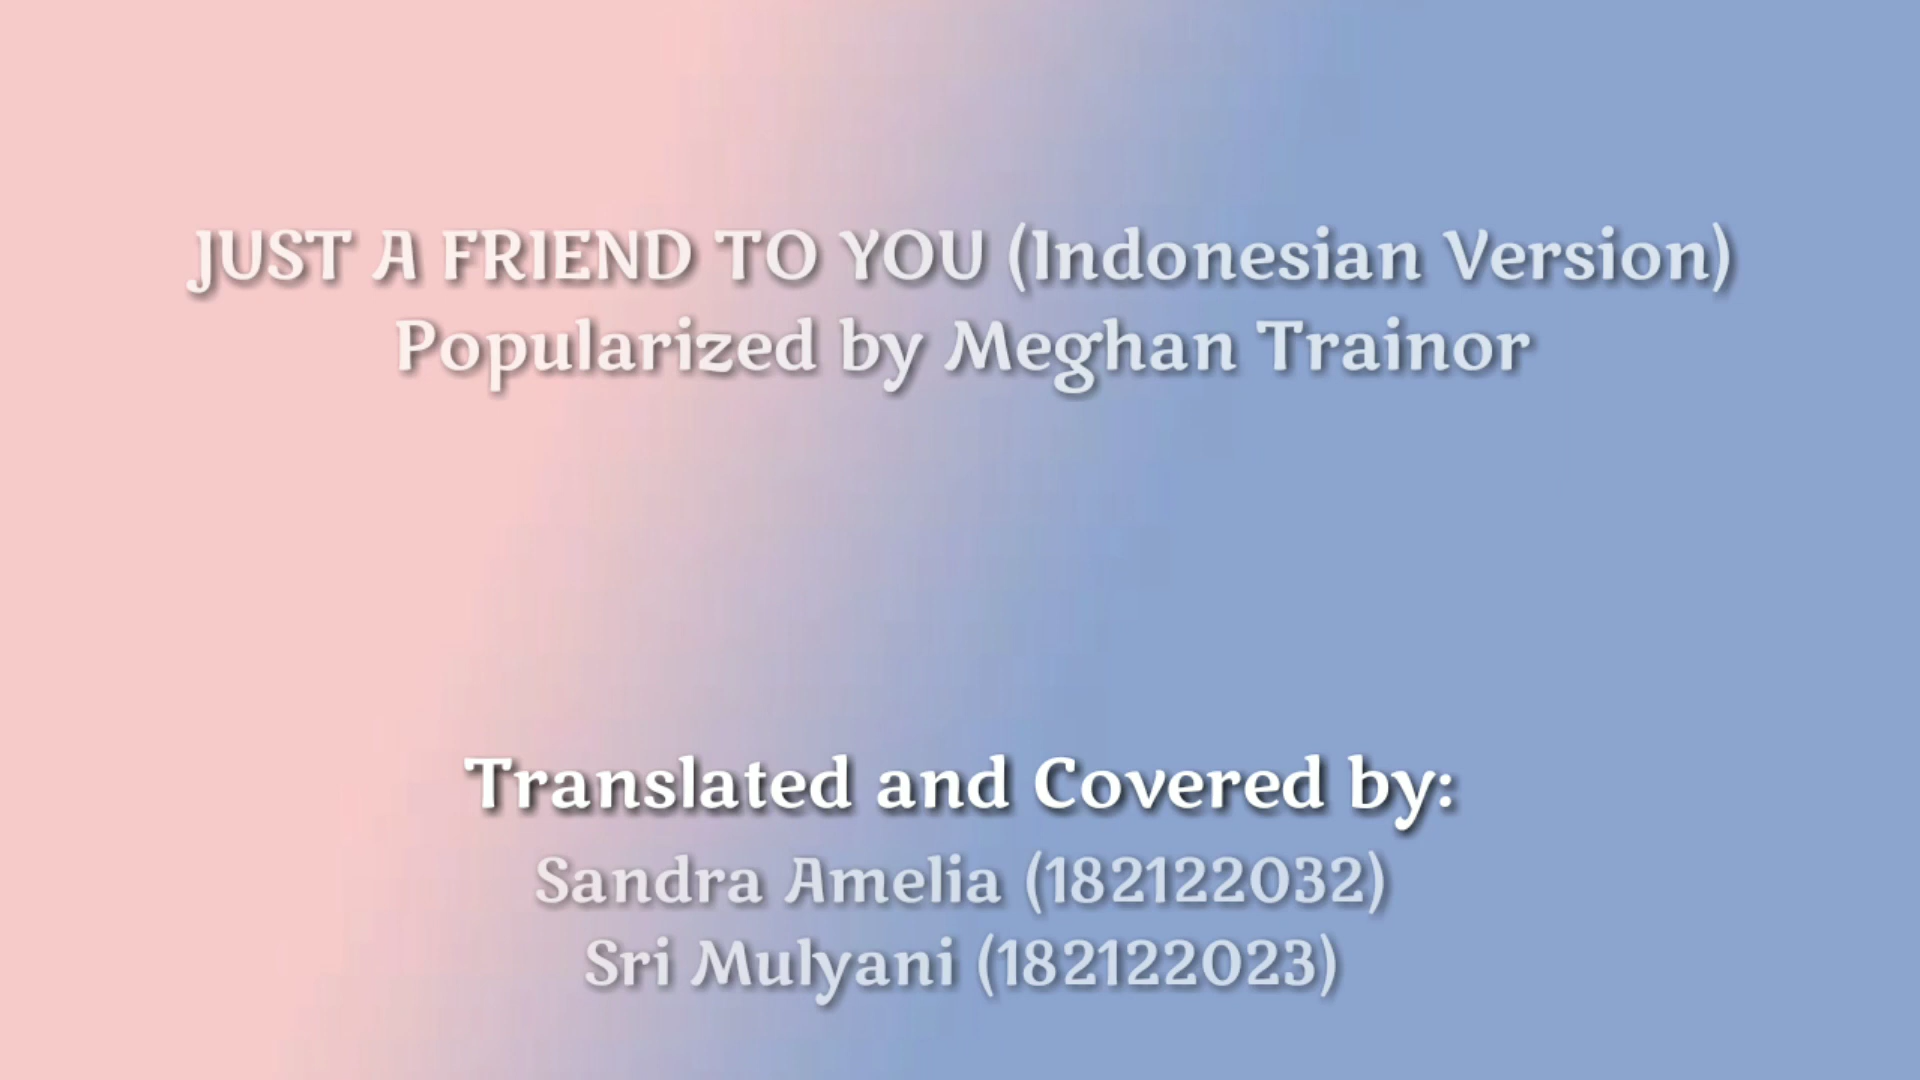 JUST A FRIEND TO YOU (Indonesian Version)
Popularized by Meghan Trainor
Translated and Covered by:
Sandra Amelia (182122032)
Sri Mulyani (182122023)